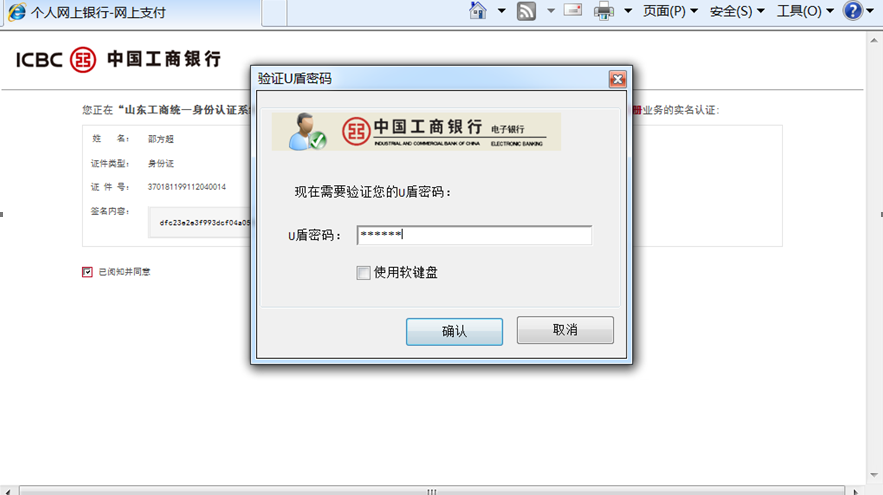 个人网上银行-网上支付
页面(P) 安全(S) 工具(O)
ICBC 中国工商银行
验证U盾密码
您正在“山东工商统一身份认证系
册业务的实名认证:
中国工商银行 电子银行
INDUSTRIAL AND COMMERCIAL BANK OF CHINA ELECTRONIC BANKING
姓 名: 邵方超
证件类型: 身份证
证 件 号: 370181199112040014
签名内容: dfc23e2e3f993dcf04a05
现在需要验证您的U盾密码:
U盾密码: ******
使用软键盘
已阅知并同意
确认 取消